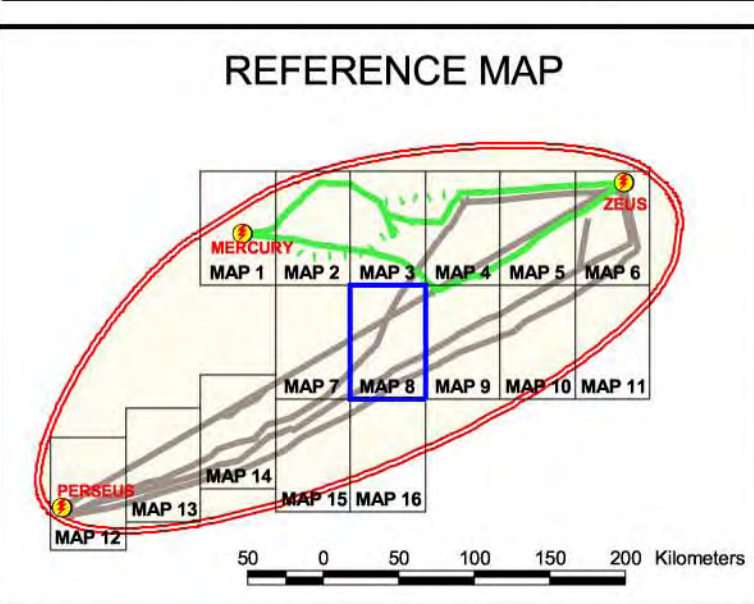 REFERENCE MAP
ZEUS
MERCURY
MAP 1 MAP 2 MAP 3 MAP 4 MAP 5 MAP 6
MAP 7 MAP 8 MAP 9 MAP 10 MAP 11
MAP 14
PERSEUS
MAP 13
MAP 15 MAP 16
MAP 12
50 0 50 100 150 200 Kilometers